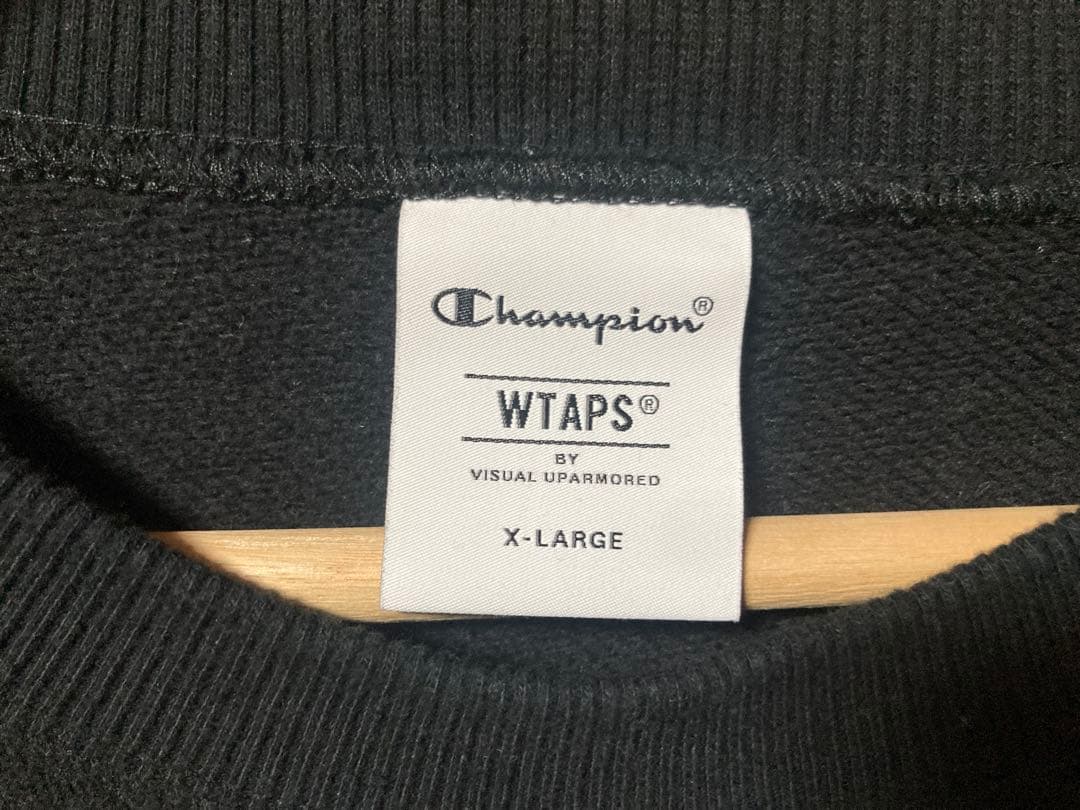 Champion®
WTAPS®
BY
VISUAL UPARMORED
X-LARGE